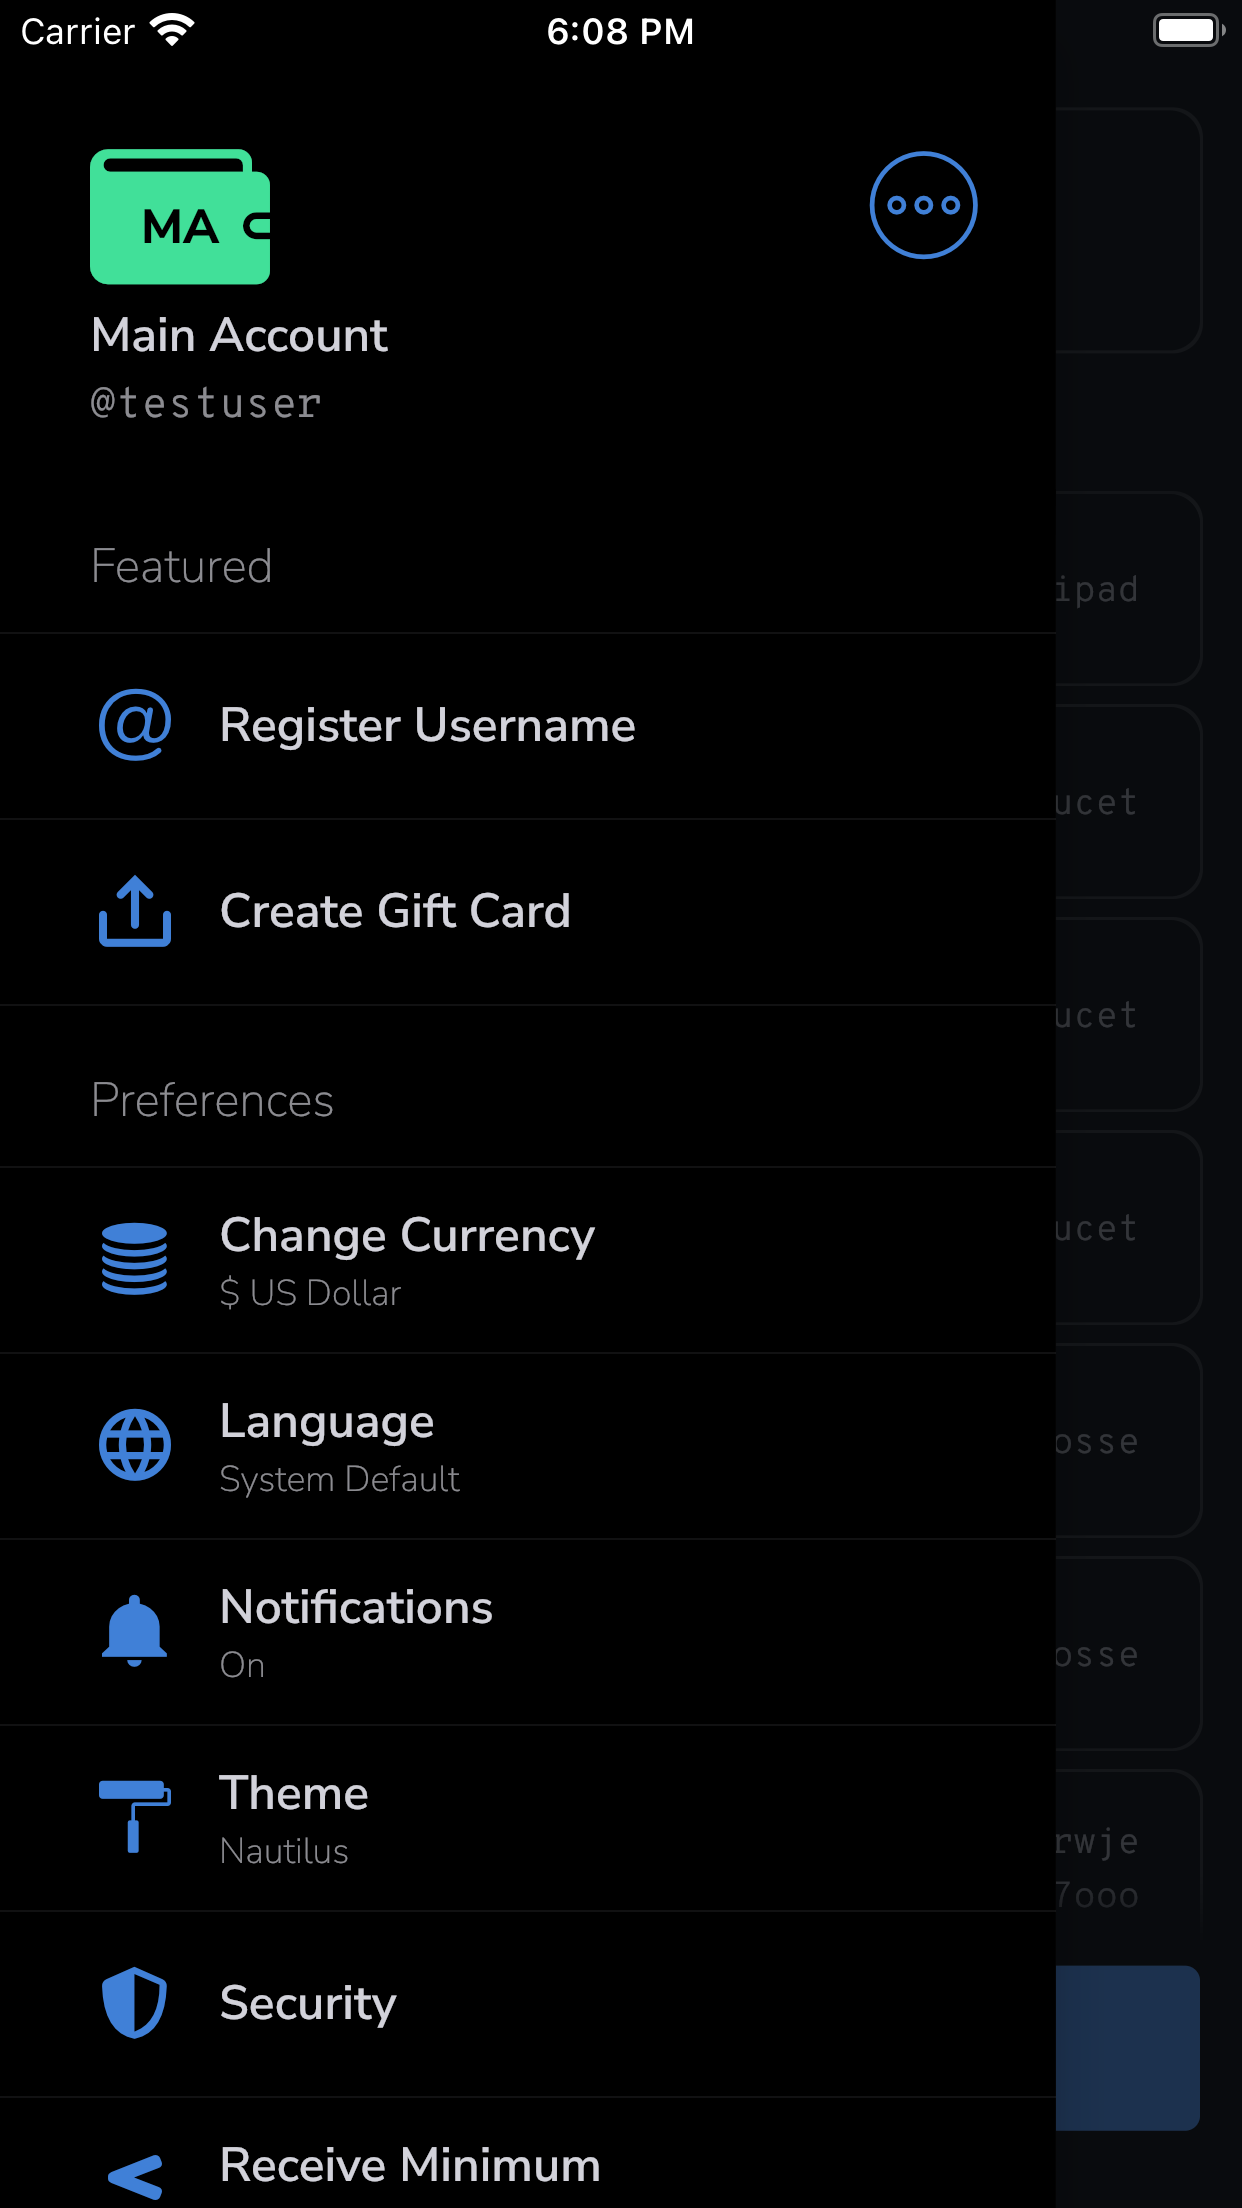 Carrier
6:08 PM
MA
Main Account
@testuser
Featured
Register Username
Create Gift Card
Preferences
Change Currency
$ US Dollar
Language
System Default
Notifications
On
Theme
Nautilus
Security
Receive Minimum
ipad
ucet
ucet
ucet
osse
osse
rwje
7ooo